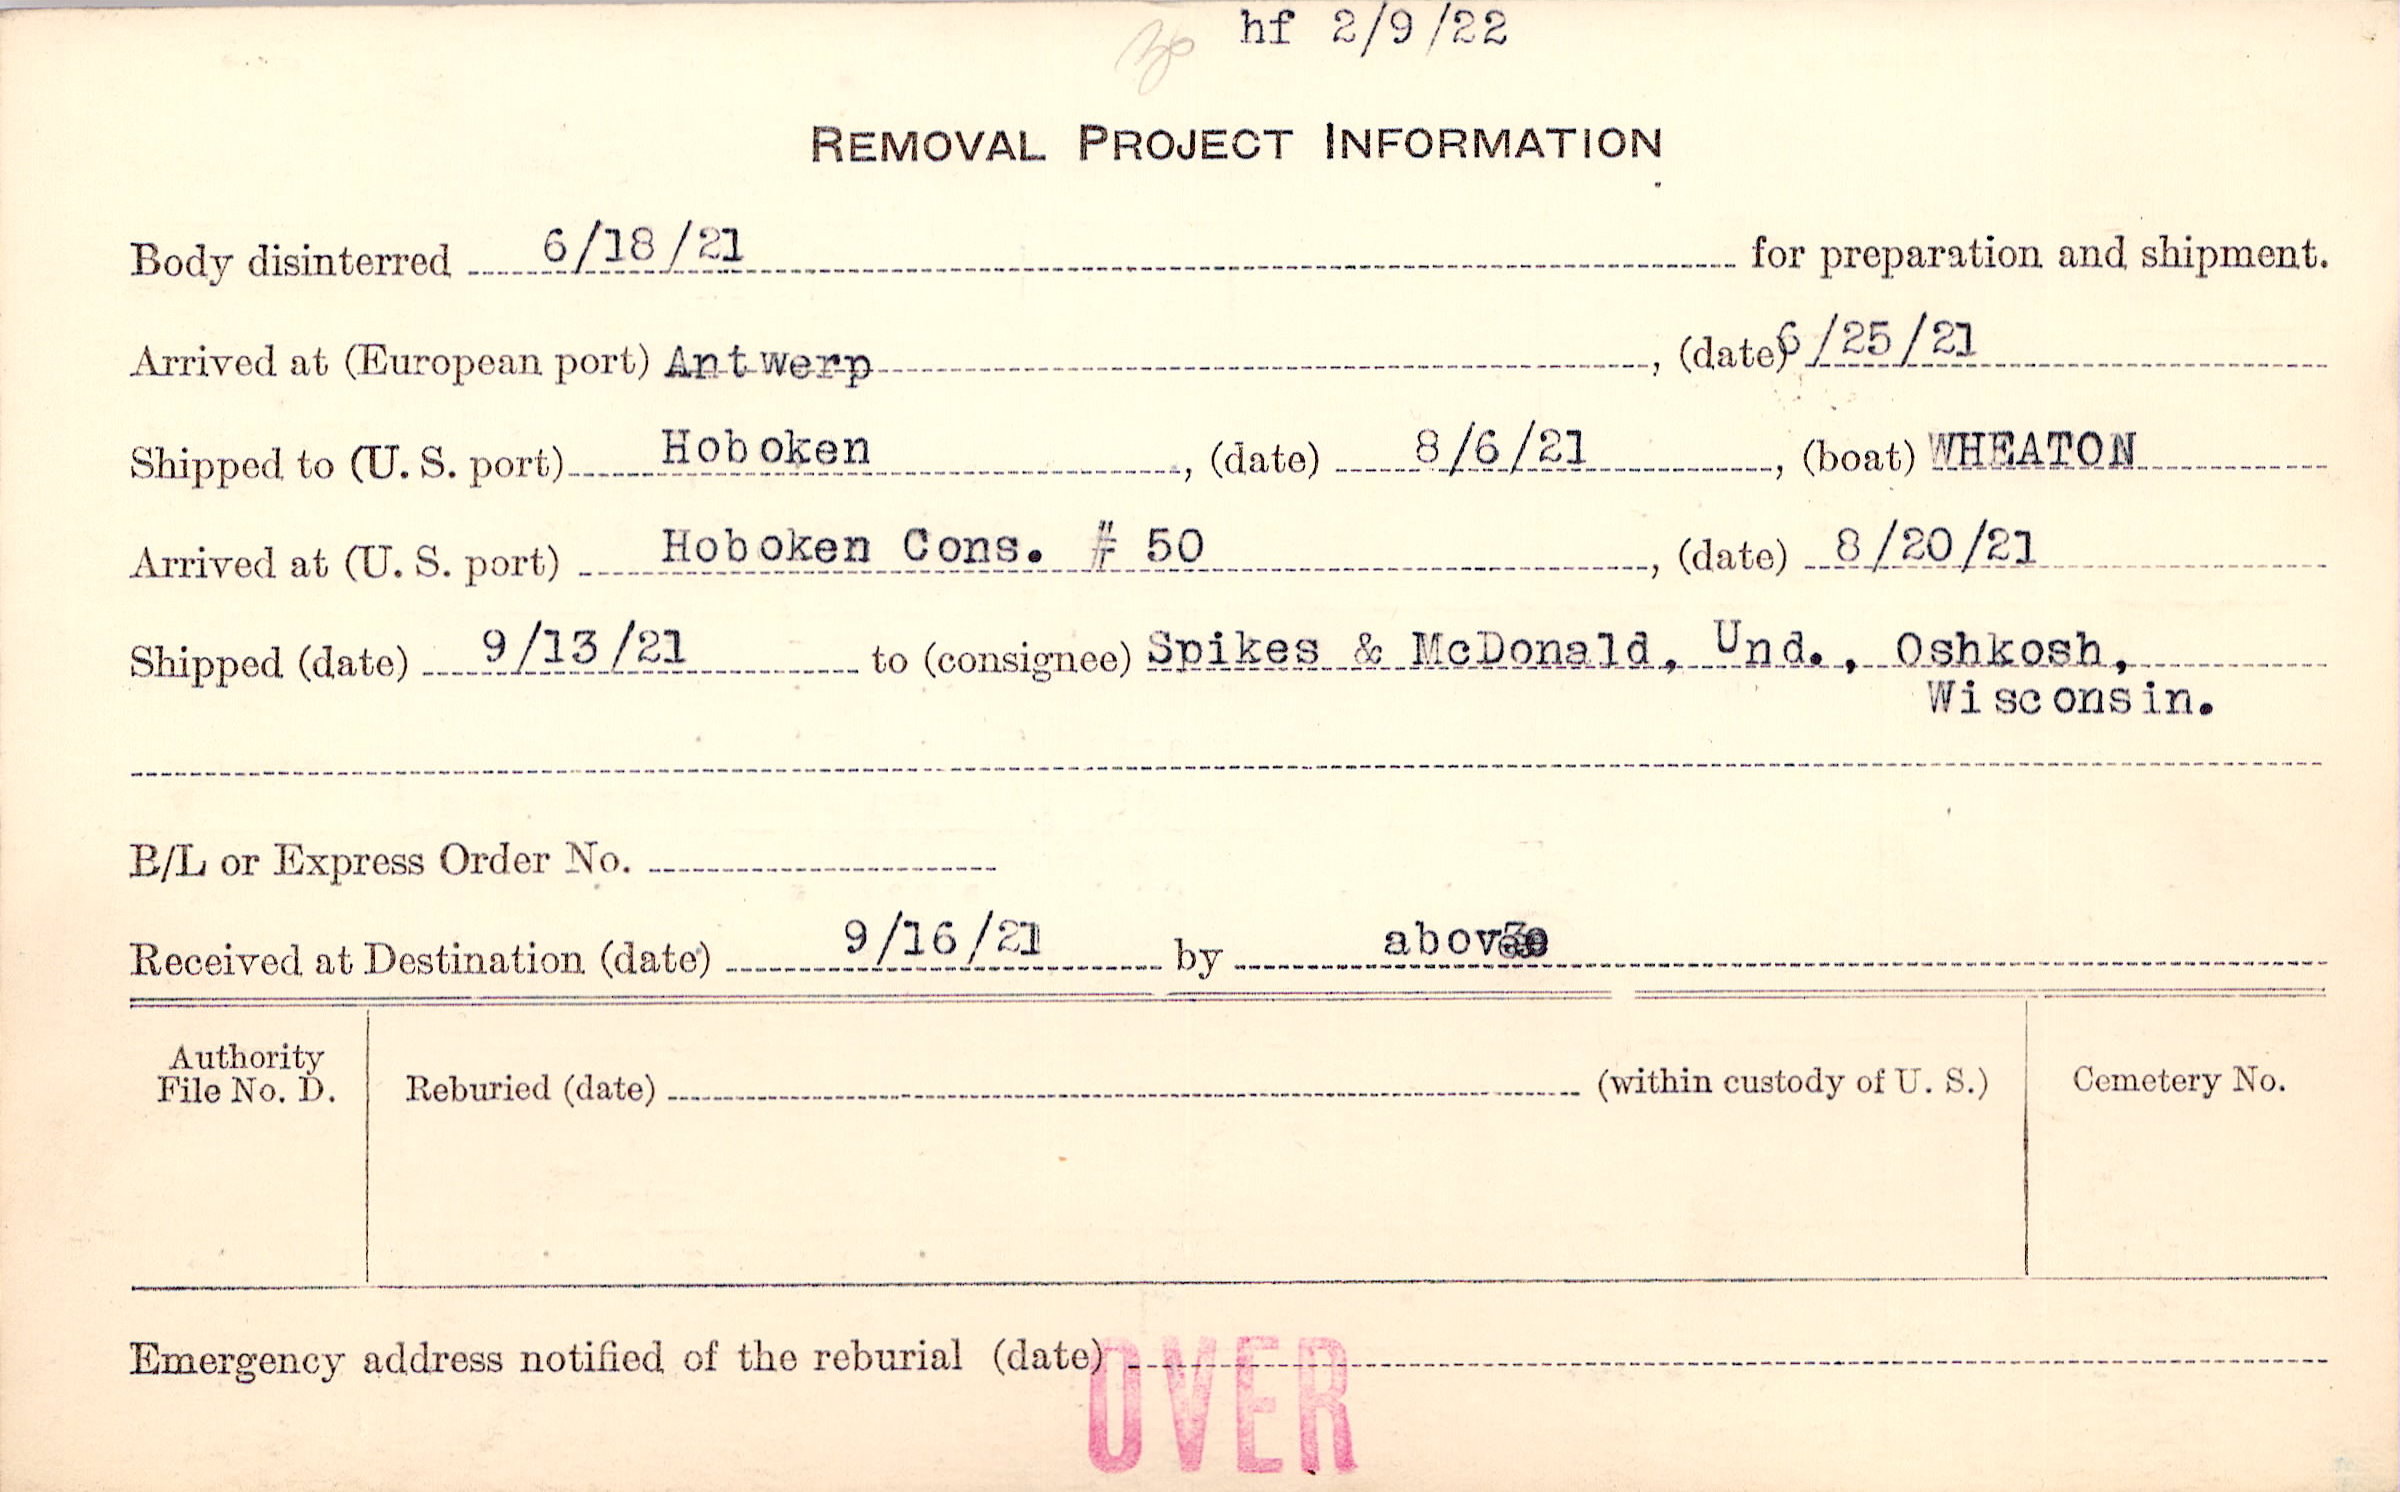 hf 2/9/22
REMOVAL PROJECT INFORMATION
Body disinterred 6/18/21 for preparation and shipment.
Arrived at (European port) Antwerp, (date) 6/25/21
Shipped to (U. S. port) Hoboken, (date) 8/6/21, (boat) WHEATON
Arrived at (U. S. port) Hoboken Cons. # 50, (date) 8/20/21
Shipped (date) 9/13/21 to (consignee) Spikes & McDonald, Und., Oshkosh,
Wisconsin.
B/L or Express Order No.
Received at Destination (date) 9/16/21 by above
Authority
File No. D.
Reburied (date) (within custody of U. S.)
Cemetery No.
Emergency address notified of the reburial (date)
OVER